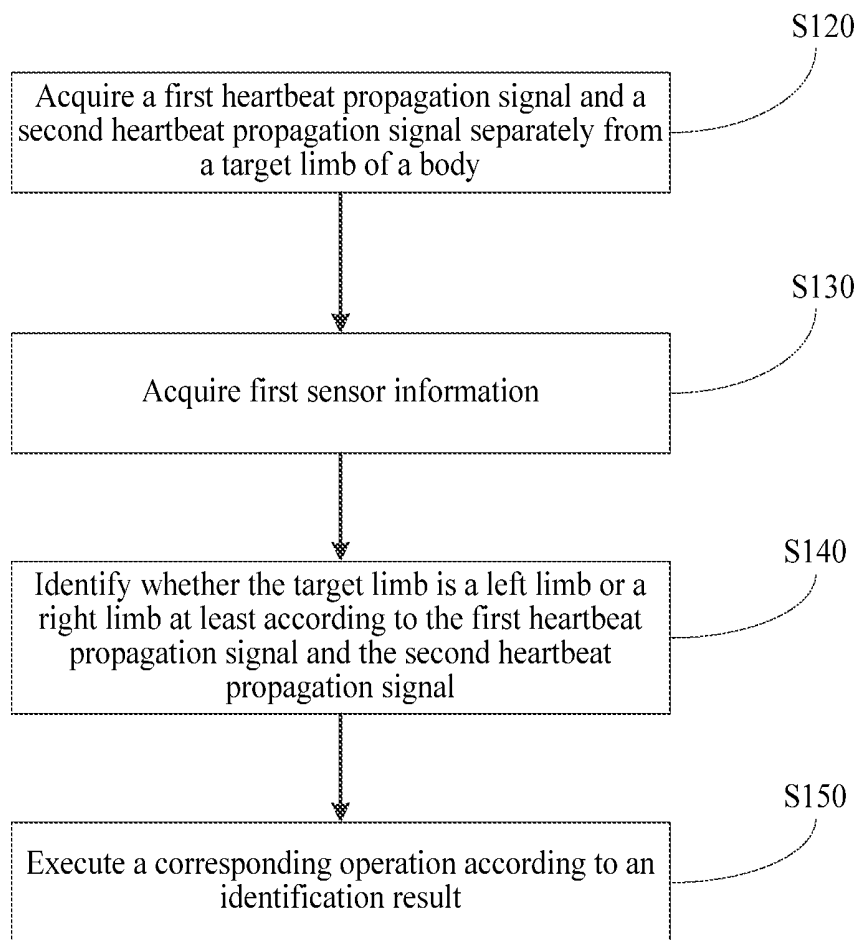 S120
Acquire a first heartbeat propagation signal and a
second heartbeat propagation signal separately from
a target limb of a body
S130
Acquire first sensor information
S140
Identify whether the target limb is a left limb or a
right limb at least according to the first heartbeat
propagation signal and the second heartbeat
propagation signal
S150
Execute a corresponding operation according to an
identification result